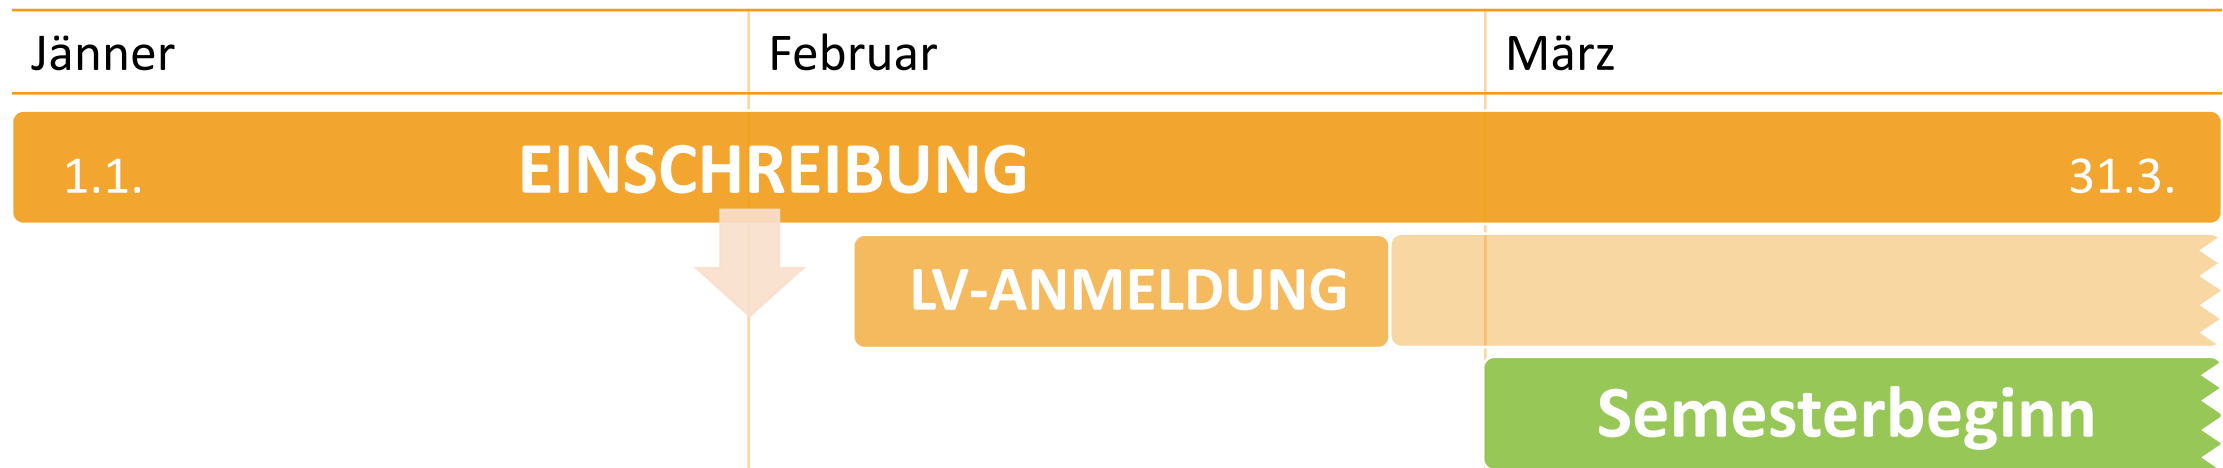 Jänner Februar März
1.1. EINSCHREIBUNG 31.3.
LV-ANMELDUNG
Semesterbeginn